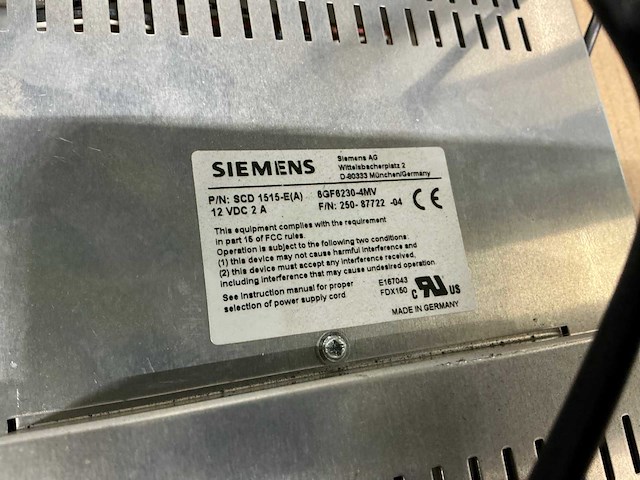 SIEMENS
Siemens AG
Wittelsbacherplatz 2
D-80333 München/Germany
P/N: SCD 1515-E(A) 6GF6230-4MV
12 VDC 2 A F/N: 250- 87722 -04
CE
This equipment complies with the requirement
in part 15 of FCC rules.
Operation is subject to the following two conditions:
(1) this device may not cause harmful interference and
(2) this device must accept any interference received,
including interference that may cause undesired operation.
See instruction manual for proper
selection of power supply cord.
E167043
FDX150
c RU US
MADE IN GERMANY